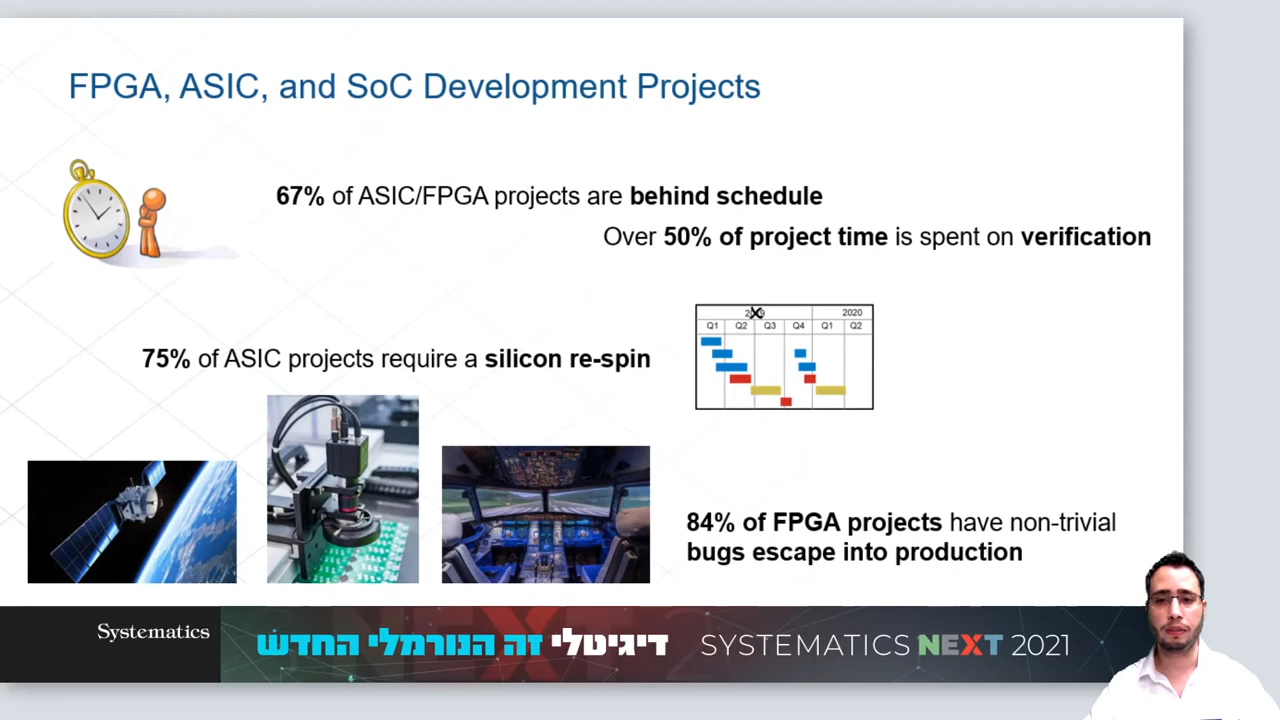 FPGA, ASIC, and SoC Development Projects
67% of ASIC/FPGA projects are behind schedule
Over 50% of project time is spent on verification
2020
Q1 Q2 Q3 Q4 Q1 Q2
75% of ASIC projects require a silicon re-spin
84% of FPGA projects have non-trivial
bugs escape into production
Systematics
דיגיטלי זה הנורמלי החדש
SYSTEMATICS NEXT 2021